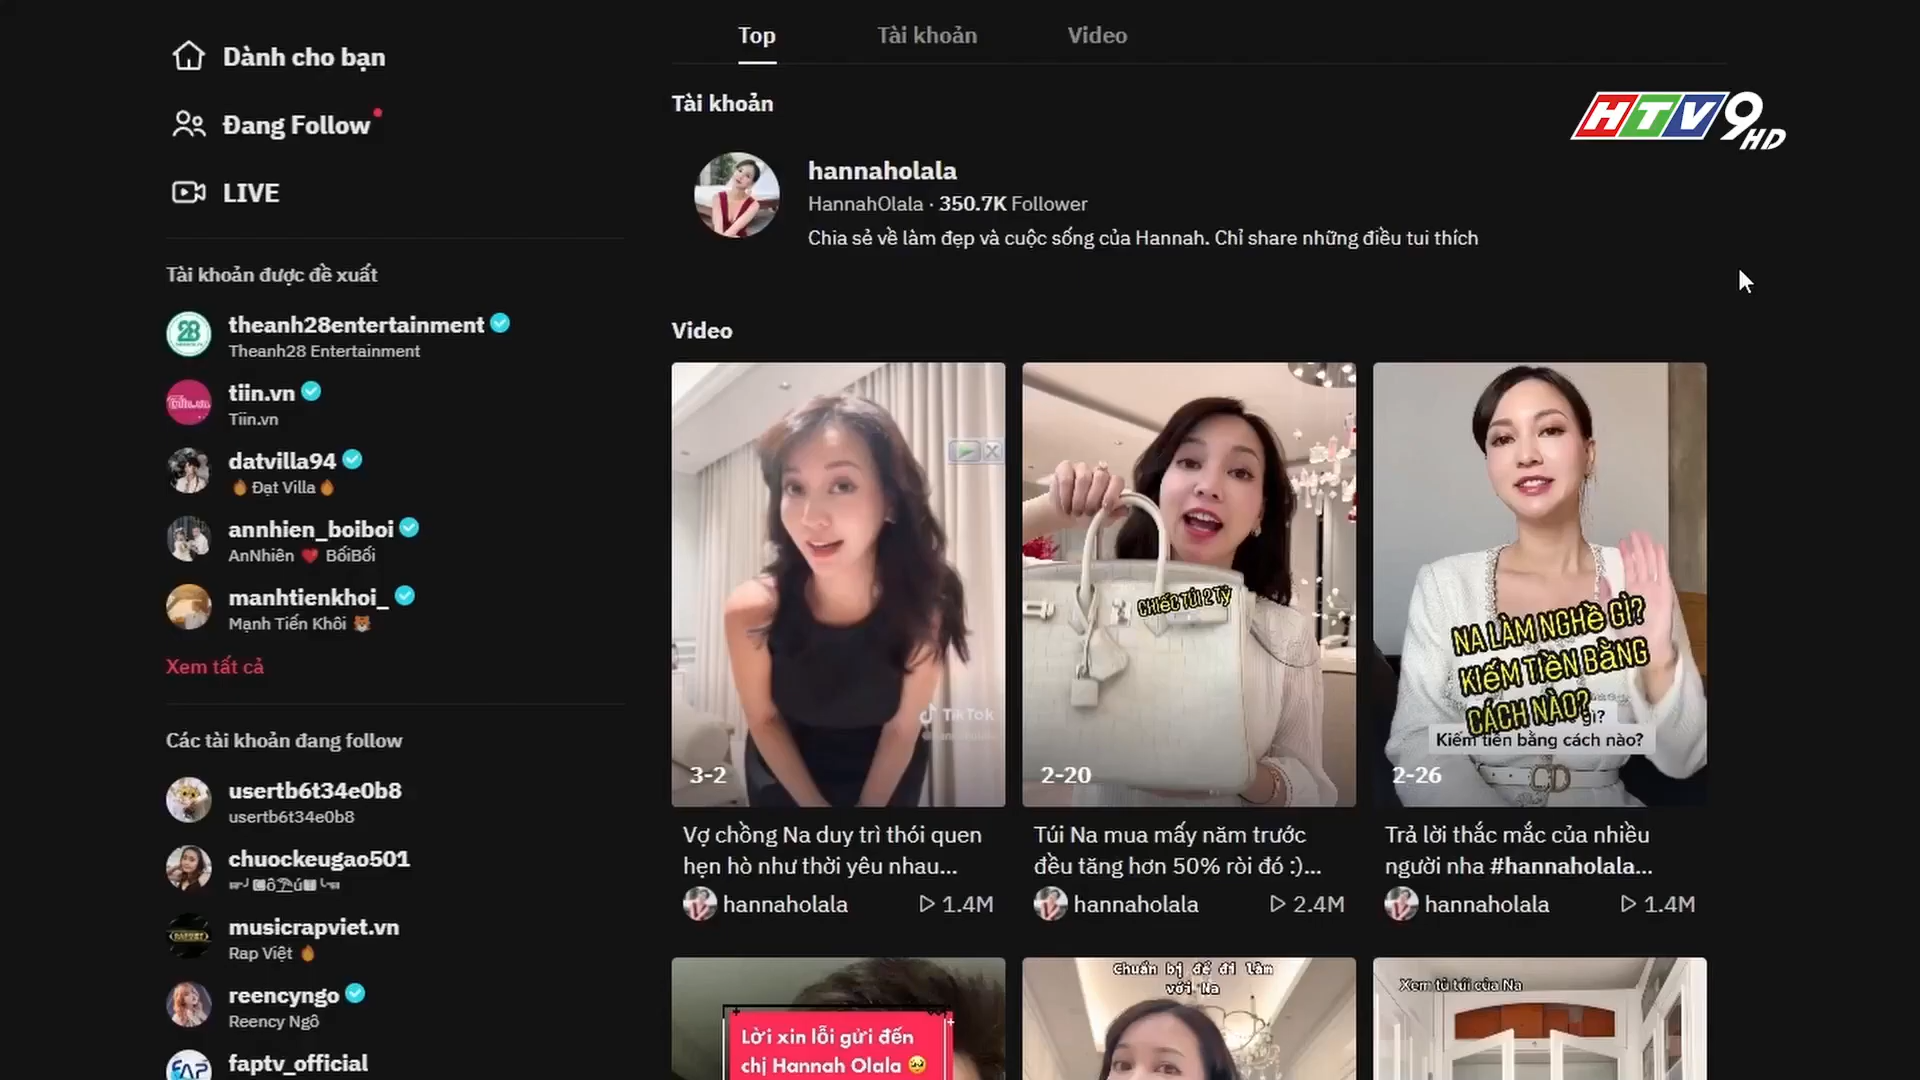 Dành cho bạn
Đang Follow
LIVE
Tài khoản được đề xuất
theanh28entertainment
Theanh28 Entertainment
tiin.vn
Tiin.vn
datvilla94
Đạt Villa
annhien_boiboi
AnNhiên ❤️ BốiBối
manhtienkhoi_
Mạnh Tiến Khôi
Xem tất cả
Các tài khoản đang follow
usertb6t34e0b8
usertb6t34e0b8
chuockeugao501
musicrapviet.vn
Rap Việt
reencyngo
Reency Ngô
faptv_official
FAP
Top
Tài khoản
Video
HTV9
HD
Tài khoản
hannaholala
HannahOlala · 350.7K Follower
Chia sẻ về làm đẹp và cuộc sống của Hannah. Chỉ share những điều tui thích
Video
TikTok
3-2
Vợ chồng Na duy trì thói quen
hẹn hò như thời yêu nhau...
hannaholala
1.4M
CHIẾC TÚI 2 TỶ
2-20
Túi Na mua mấy năm trước
đều tăng hơn 50% ròi đó :)...
hannaholala
2.4M
NA LÀM NGHỀ GÌ?
KIẾM TIỀN BẰNG
CÁCH NÀO?
gì?
Kiếm tiền bằng cách nào?
2-26
Trả lời thắc mắc của nhiều
người nha #hannaholala...
hannaholala
1.4M
Lời xin lỗi gửi đến
chị Hannah Olala
Chuẩn bị để đi làm
với Na
Xem tủ túi của Na